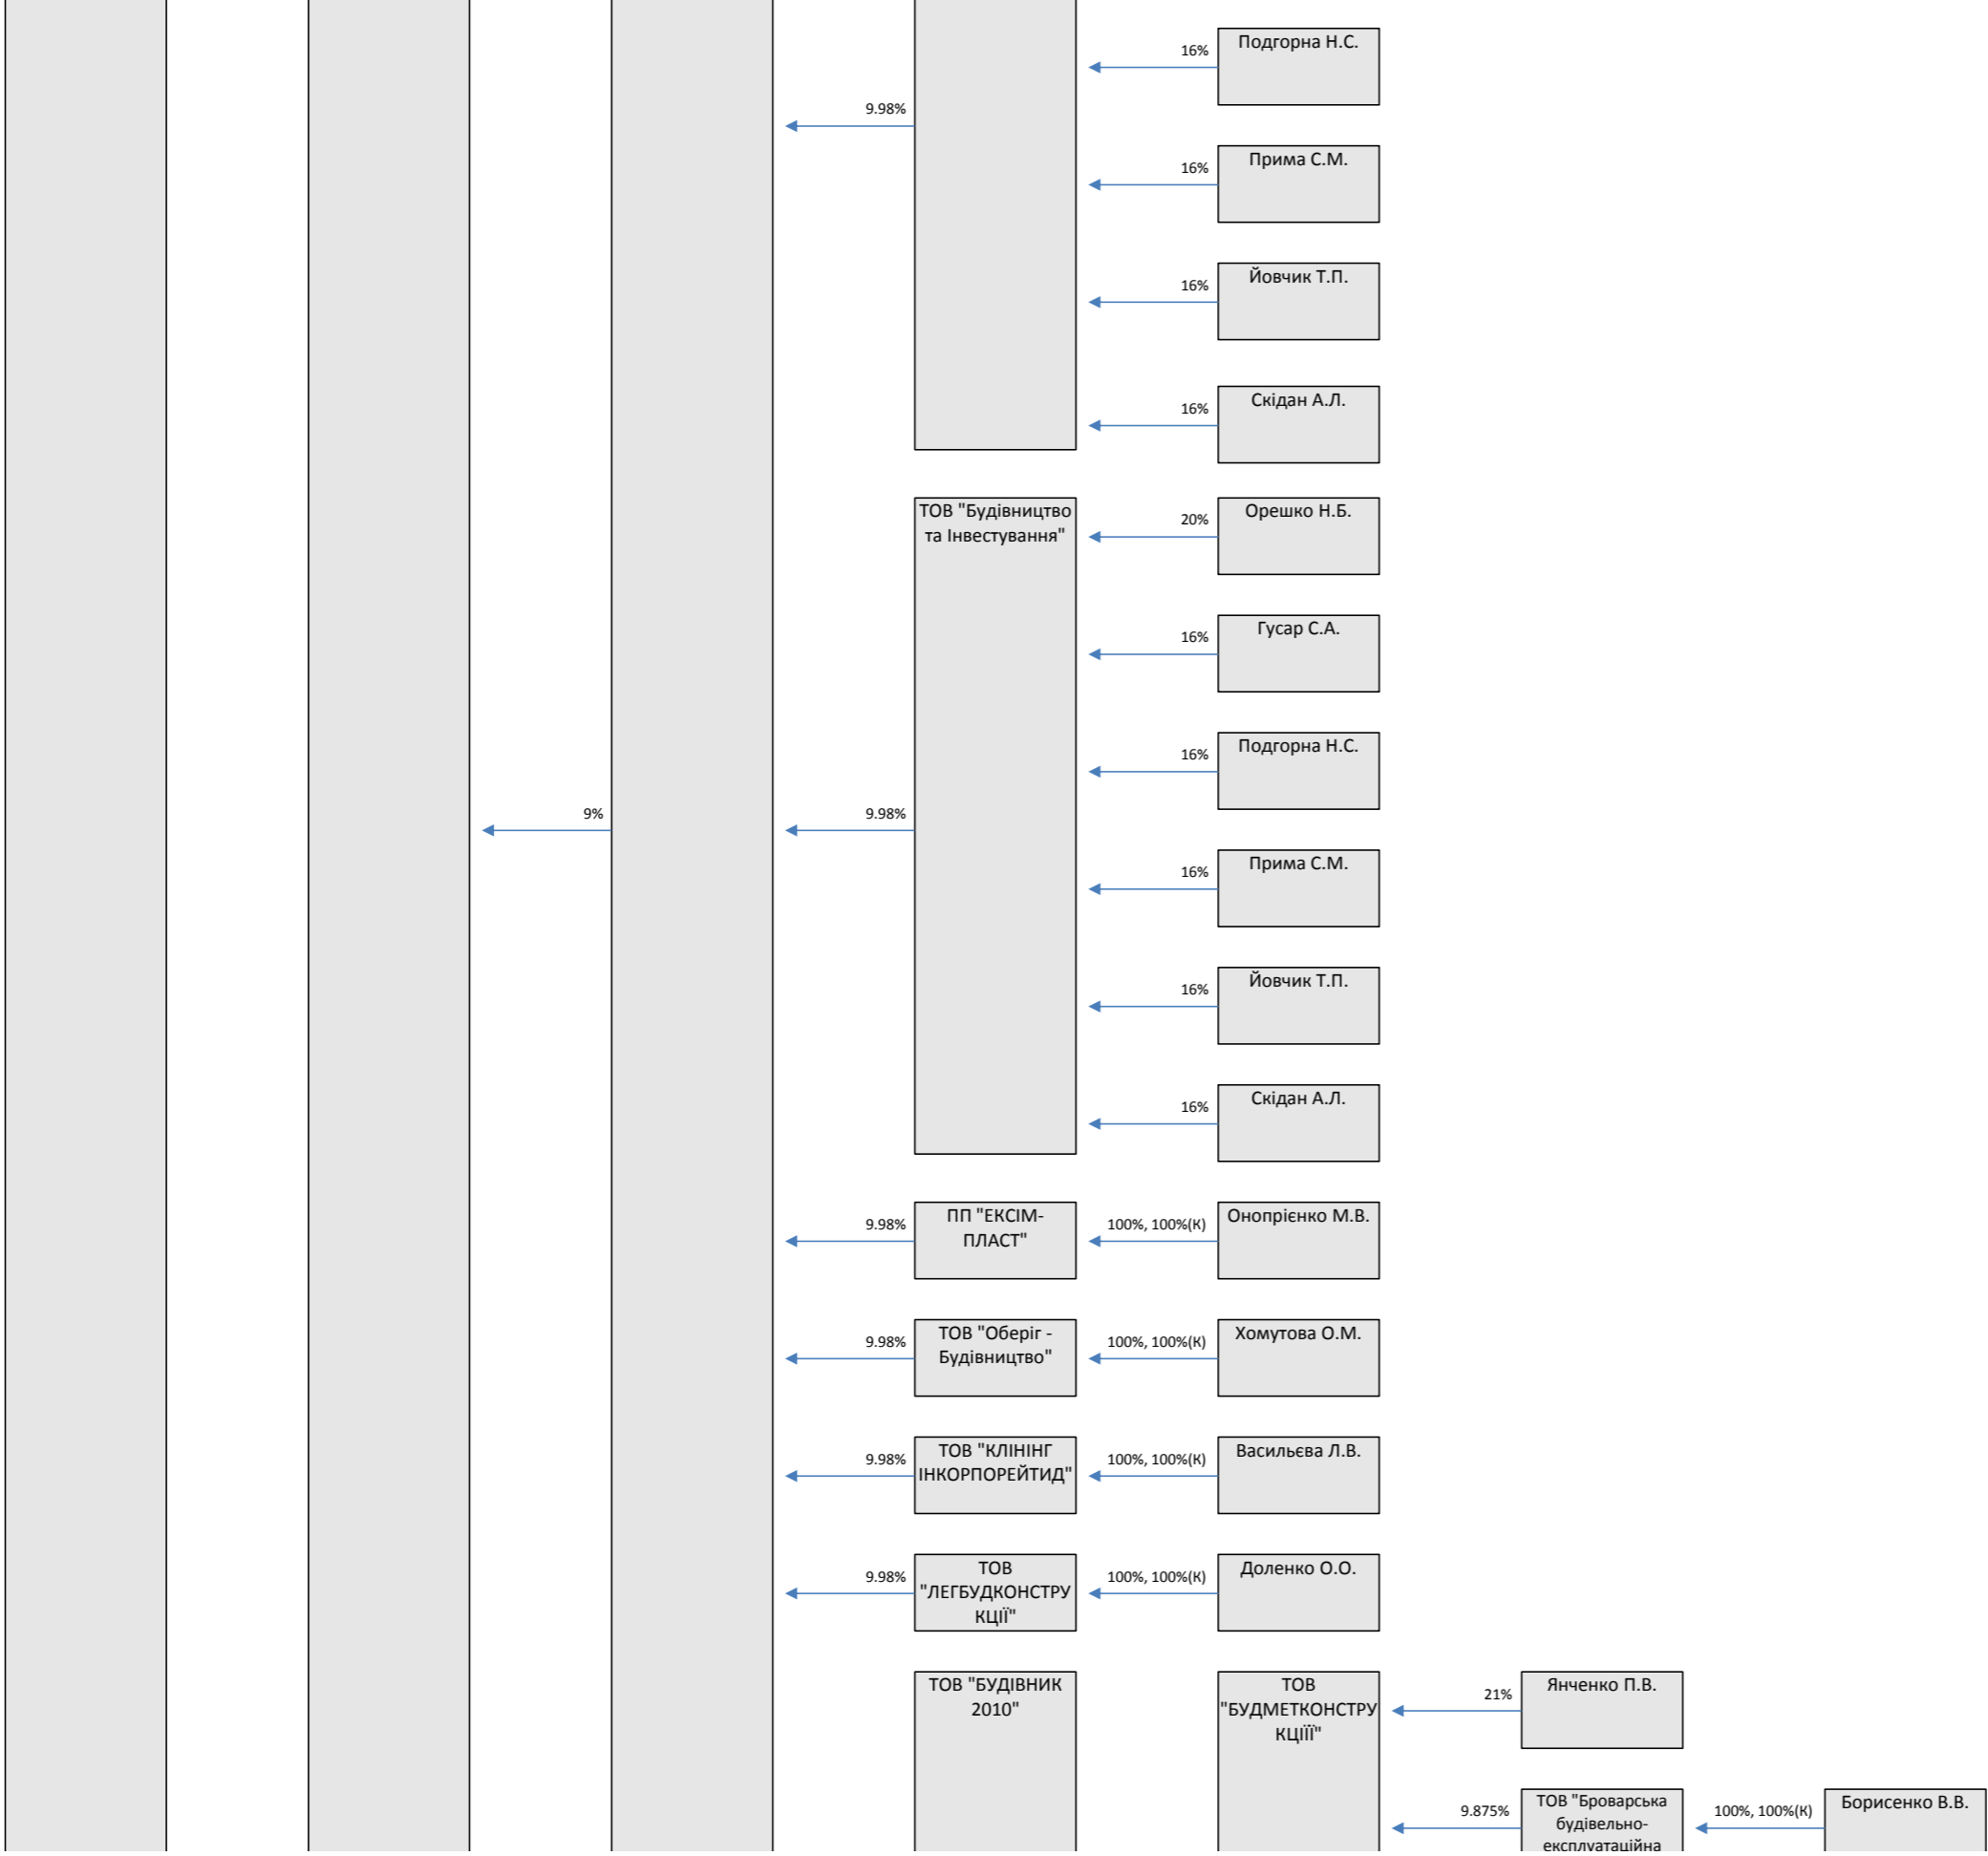 16%
Подгорна Н.С.
9.98%
16%
Прима С.М.
16%
Йовчик Т.П.
16%
Скідан А.Л.
ТОВ "Будівництво
та Інвестування"
20%
Орешко Н.Б.
16%
Гусар С.А.
16%
Подгорна Н.С.
9%
9.98%
16%
Прима С.М.
16%
Йовчик Т.П.
16%
Скідан А.Л.
9.98%
ПП "ЕКСІМ-
ПЛАСТ"
100%, 100%(К)
Онопрієнко М.В.
9.98%
ТОВ "Оберіг -
Будівництво"
100%, 100%(К)
Хомутова О.М.
9.98%
ТОВ "КЛІНІНГ
ІНКОРПОРЕЙТИД"
100%, 100%(К)
Васильєва Л.В.
9.98%
ТОВ
"ЛЕГБУДКОНСТРУ
КЦІЇ"
100%, 100%(К)
Доленко О.О.
ТОВ "БУДІВНИК
2010"
ТОВ
"БУДМЕТКОНСТРУ
КЦІЇЇ"
21%
Янченко П.В.
9.875%
ТОВ "Броварська
будівельно-
експлуатаційна
100%, 100%(К)
Борисенко В.В.